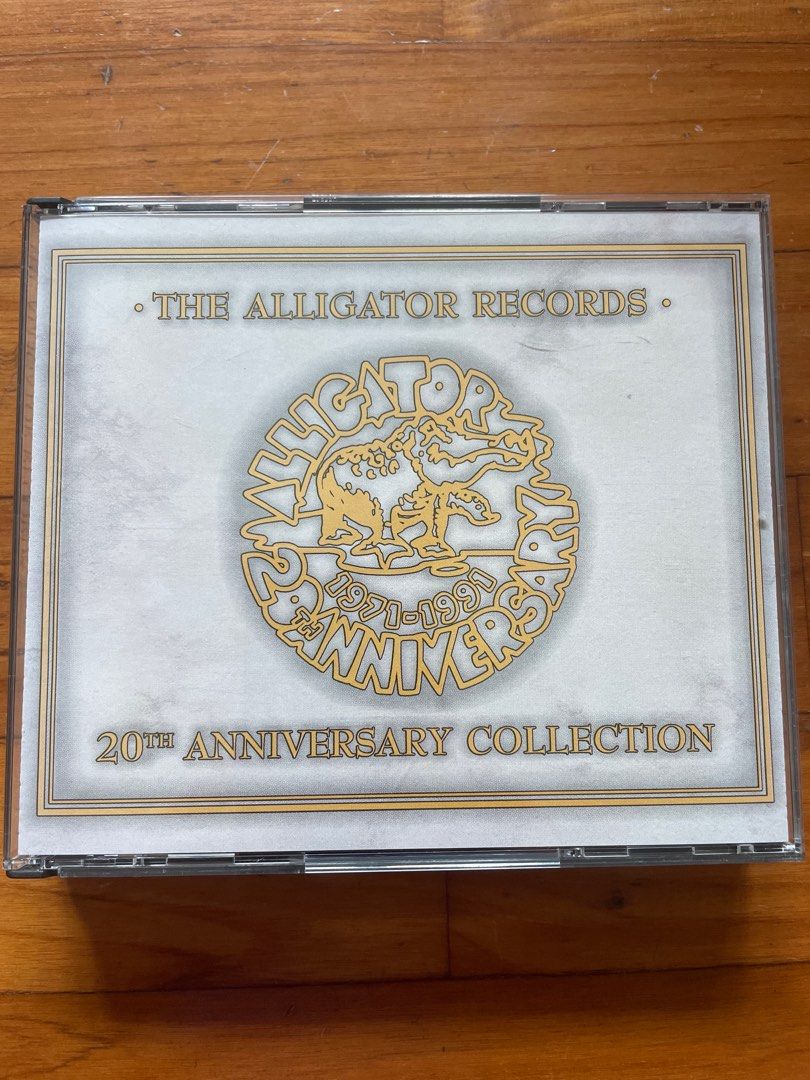 • THE ALLIGATOR RECORDS •
ALLIGATOR
1971-1991
20TH ANNIVERSARY
20TH ANNIVERSARY COLLECTION